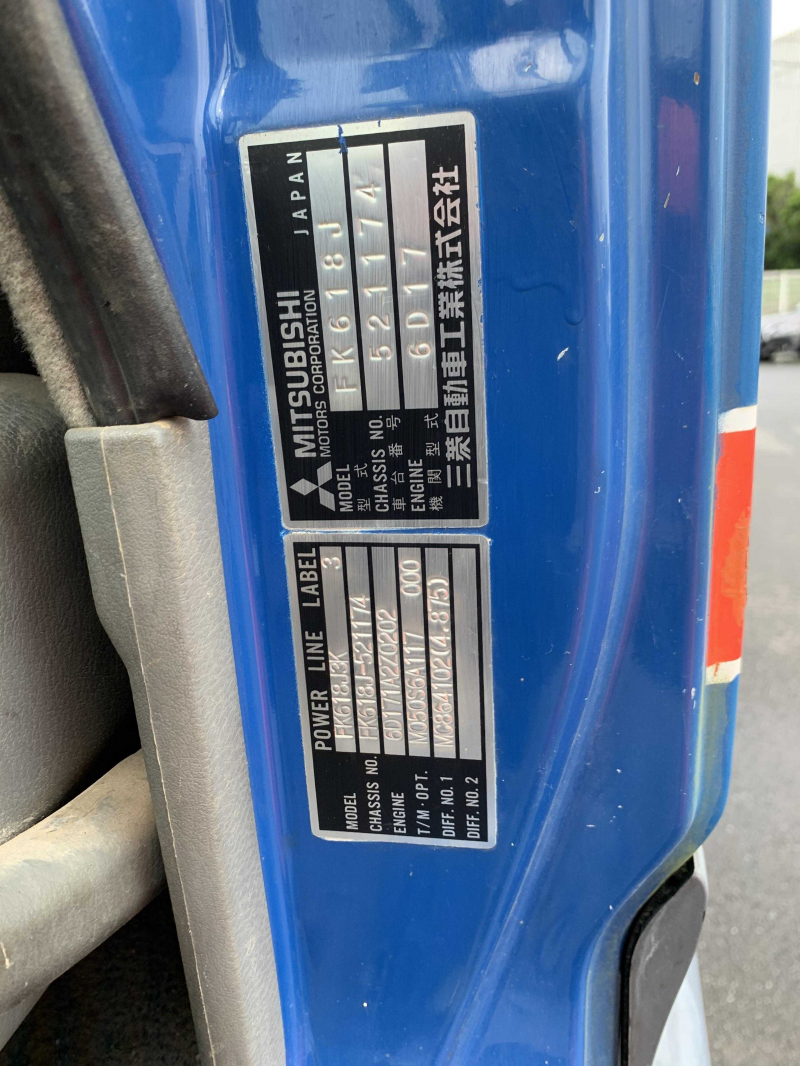 MITSUBISHI
MOTORS CORPORATION JAPAN
MODEL FK618J
型式
CHASSIS NO. 521174
車台番号
ENGINE 6D17
機関型式
三菱自動車工業株式会社
POWER LINE LABEL
MODEL FK618J3K 3
CHASSIS NO. FK618J-521174
ENGINE 6D171N2Z0202
T/M·OPT. M050S6A117 000
DIFF. NO. 1 MC864102(4.875)
DIFF. NO. 2